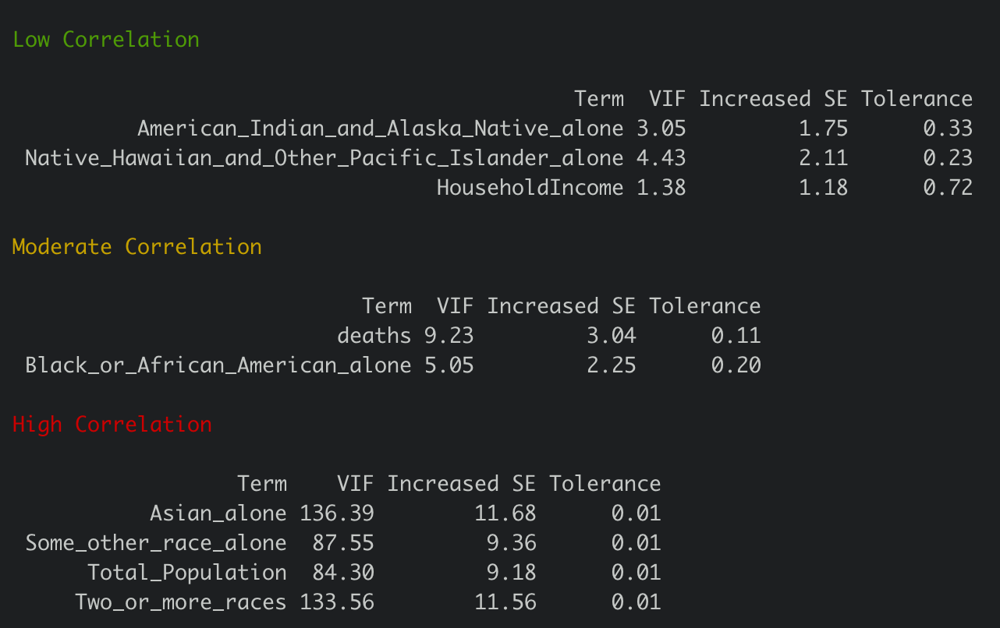 Low Correlation
Term VIF Increased SE Tolerance
American_Indian_and_Alaska_Native_alone 3.05 1.75 0.33
Native_Hawaiian_and_Other_Pacific_Islander_alone 4.43 2.11 0.23
HouseholdIncome 1.38 1.18 0.72
Moderate Correlation
Term VIF Increased SE Tolerance
deaths 9.23 3.04 0.11
Black_or_African_American_alone 5.05 2.25 0.20
High Correlation
Term VIF Increased SE Tolerance
Asian_alone 136.39 11.68 0.01
Some_other_race_alone 87.55 9.36 0.01
Total_Population 84.30 9.18 0.01
Two_or_more_races 133.56 11.56 0.01